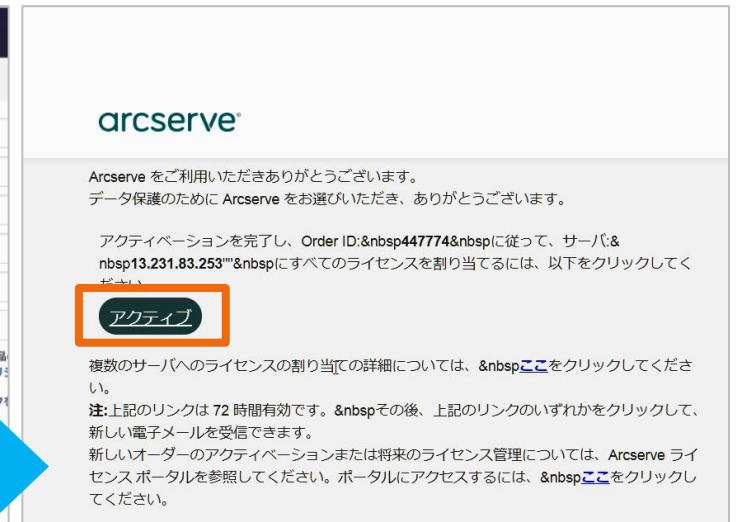 arcserve®
Arcserve をご利用いただきありがとうございます。
データ保護のために Arcserve をお選びいただき、ありがとうございます。
アクティベーションを完了し、Order ID:&nbsp447774&nbspに従って、サーバ:&
nbsp13.231.83.253""&nbspにすべてのライセンスを割り当てるには、以下をクリックしてく
ださい
アクティブ
複数のサーバへのライセンスの割り当ての詳細については、&nbspここをクリックしてくださ
い。
注:上記のリンクは 72 時間有効です。&nbspその後、上記のリンクのいずれかをクリックして、
新しい電子メールを受信できます。
新しいオーダーのアクティベーションまたは将来のライセンス管理については、Arcserve ライ
センス ポータルを参照してください。ポータルにアクセスするには、&nbspここをクリックし
てください。